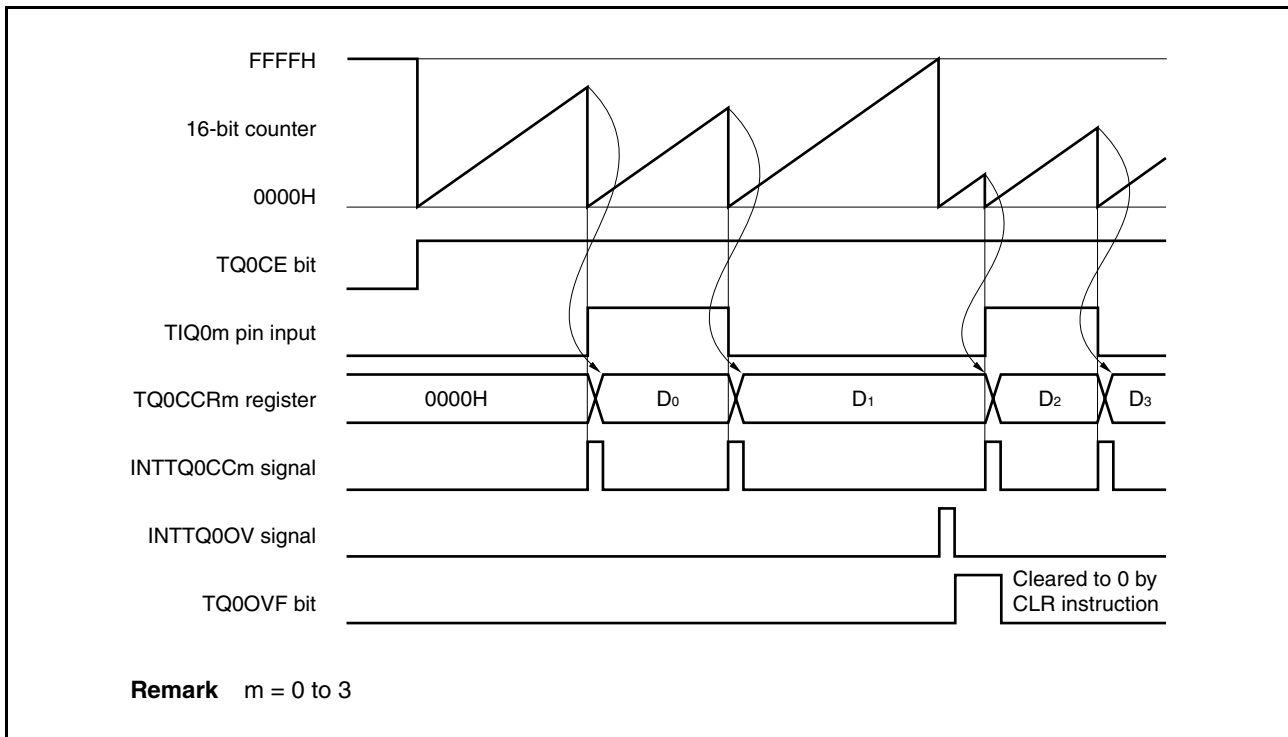 FFFFH
16-bit counter
0000H
TQ0CE bit
TIQ0m pin input
TQ0CCRm register
0000H D0 D1 D2 D3
INTTQ0CCm signal
INTTQ0OV signal
TQ0OVF bit
Cleared to 0 by
CLR instruction
Remark m = 0 to 3